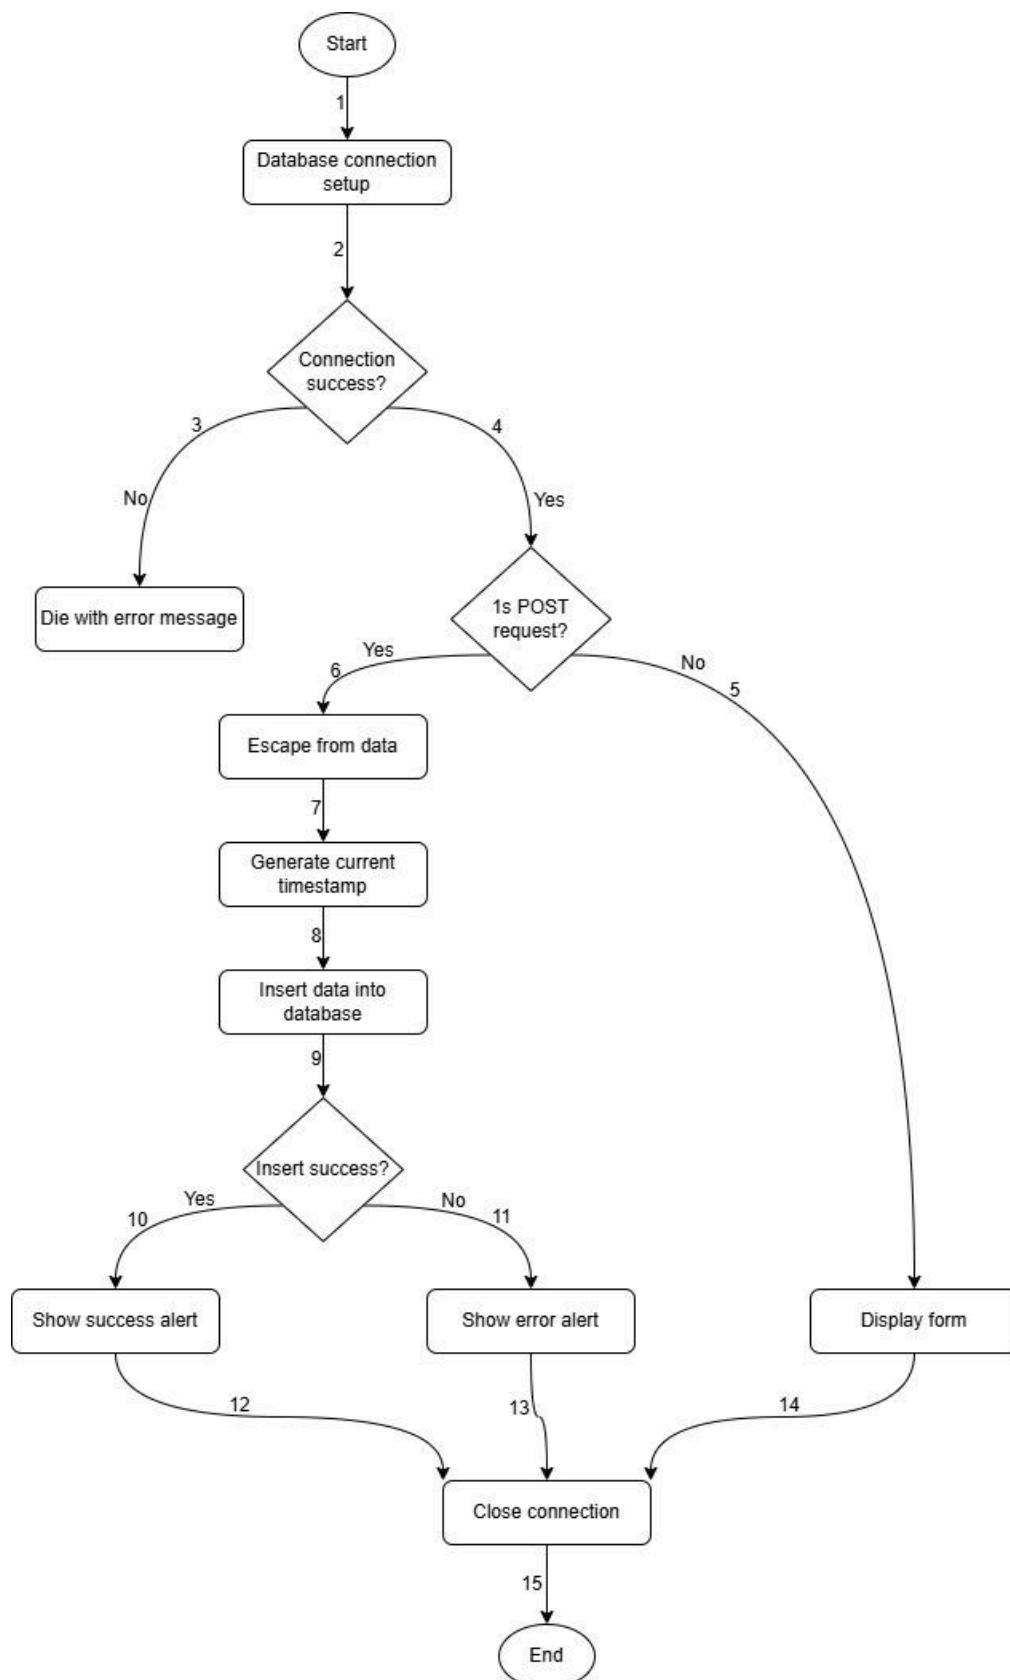 Start
1
Database connection
setup
2
Connection
success?
3
4
No
Yes
Die with error message
1s POST
request?
Yes
No
6
5
Escape from data
7
Generate current
timestamp
8
Insert data into
database
9
Insert success?
Yes
No
10
11
Show success alert
Show error alert
Display form
12
13
14
Close connection
15
End